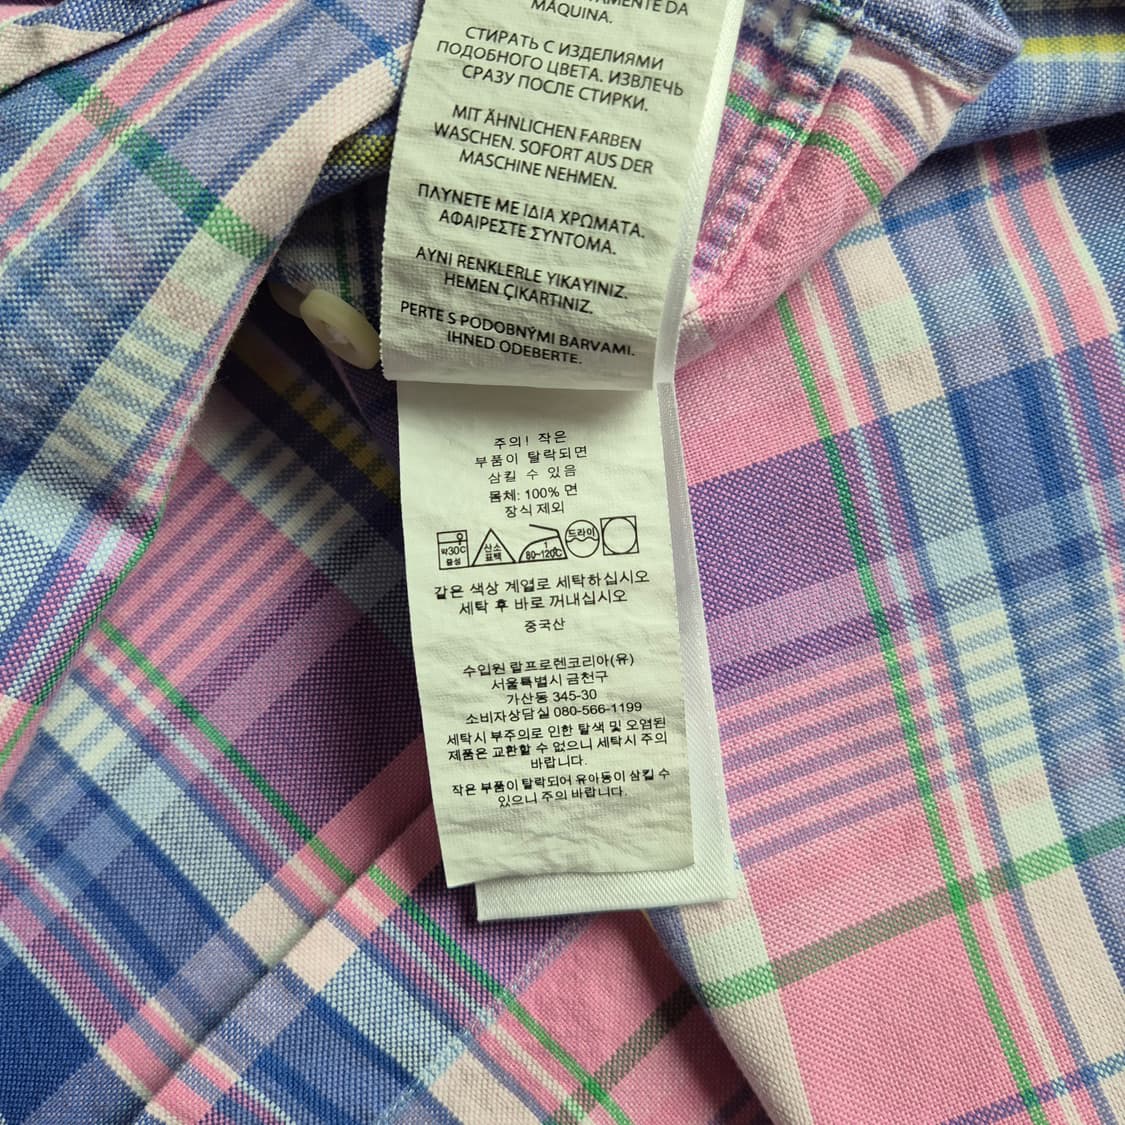 MÁQUINA.
СТИРАТЬ С ИЗДЕЛИЯМИ
ПОДОБНОГО ЦВЕТА. ИЗВЛЕЧЬ
СРАЗУ ПОСЛЕ СТИРКИ.
MIT ÄHNLICHEN FARBEN
WASCHEN. SOFORT AUS DER
MASCHINE NEHMEN.
ΠΛΥΝΕΤΕ ΜΕ ΙΔΙΑ ΧΡΩΜΑΤΑ.
ΑΦΑΙΡΕΣΤΕ ΣΥΝΤΟΜΑ.
AYNI RENKLERLE YIKAYINIZ.
HEMEN ÇIKARTINIZ.
PERTE S PODOBNÝMI BARVAMI.
IHNED ODEBERTE.
주의! 작은
부품이 탈락되면
삼킬 수 있음
몸체: 100% 면
장식 제외
약30℃ 중성 산소 표백 80~120℃ 드라이
같은 색상 계열로 세탁하십시오
세탁 후 바로 꺼내십시오
중국산
수입원 랄프로렌코리아(유)
서울특별시 금천구
가산동 345-30
소비자상담실 080-566-1199
세탁시 부주의로 인한 탈색 및 오염된
제품은 교환할 수 없으니 세탁시 주의
바랍니다.
작은 부품이 탈락되어 유아동이 삼킬 수
있으니 주의 바랍니다.